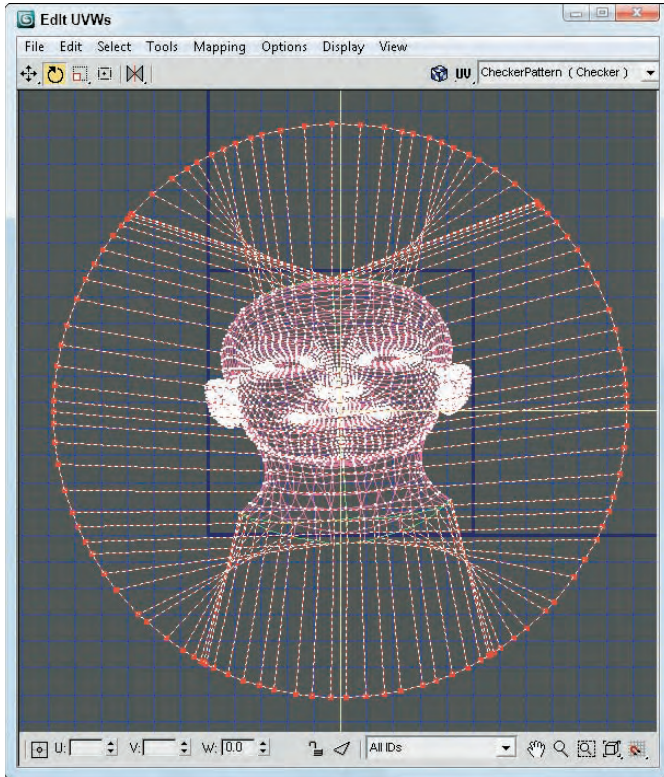 Edit UVWs
File Edit Select Tools Mapping Options Display View
UV CheckerPattern ( Checker )
U: V: W: 0.0 All IDs